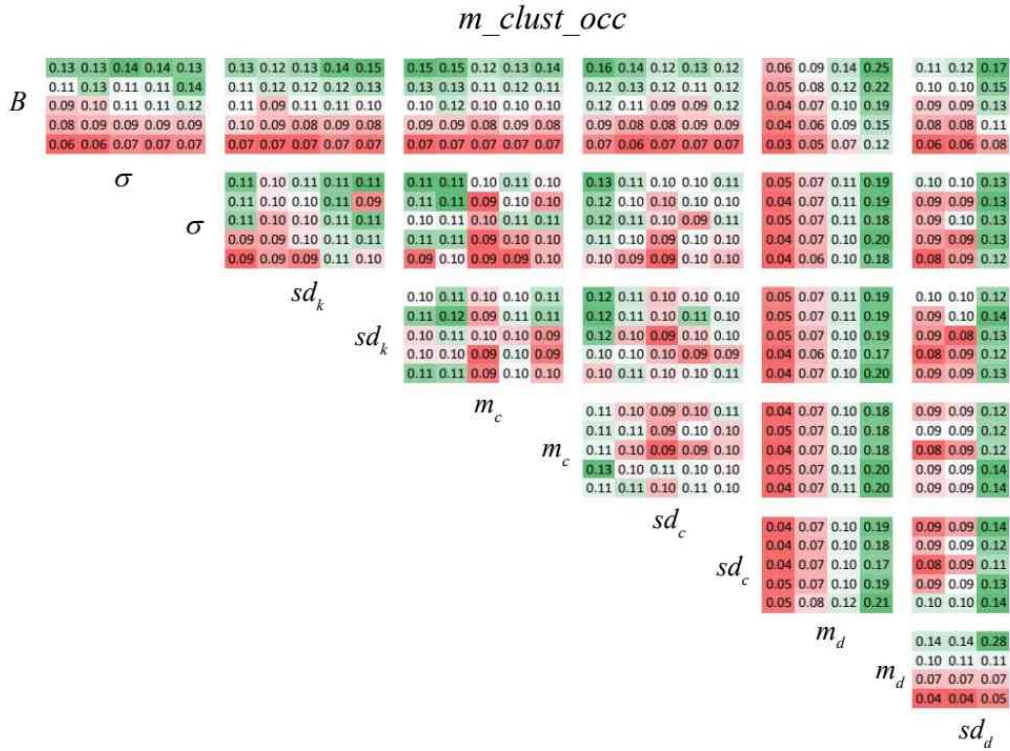 m_clust_occ
0.13 0.13 0.14 0.14 0.13 0.13 0.12 0.13 0.14 0.15 0.15 0.15 0.12 0.13 0.14 0.16 0.14 0.12 0.13 0.12 0.06 0.09 0.14 0.25 0.11 0.12 0.17
B 0.11 0.13 0.11 0.11 0.14 0.11 0.12 0.12 0.12 0.13 0.13 0.13 0.11 0.12 0.11 0.12 0.11 0.12 0.11 0.12 0.05 0.08 0.12 0.22 0.10 0.10 0.15
0.09 0.10 0.11 0.11 0.12 0.11 0.09 0.11 0.11 0.10 0.10 0.12 0.10 0.10 0.10 0.12 0.11 0.09 0.09 0.10 0.04 0.07 0.10 0.19 0.09 0.09 0.13
0.08 0.09 0.09 0.09 0.09 0.10 0.09 0.08 0.09 0.08 0.09 0.09 0.08 0.09 0.08 0.09 0.08 0.08 0.09 0.09 0.04 0.06 0.09 0.15 0.08 0.08 0.11
0.06 0.06 0.07 0.07 0.07 0.07 0.07 0.07 0.07 0.07 0.07 0.07 0.07 0.07 0.07 0.07 0.06 0.07 0.07 0.07 0.03 0.05 0.07 0.12 0.06 0.06 0.08
σ
0.11 0.10 0.11 0.11 0.11 0.11 0.11 0.10 0.11 0.10 0.13 0.11 0.10 0.10 0.11 0.05 0.07 0.11 0.19 0.10 0.10 0.13
0.11 0.10 0.10 0.11 0.09 0.11 0.11 0.09 0.10 0.10 0.12 0.11 0.10 0.10 0.10 0.05 0.07 0.11 0.19 0.09 0.09 0.13
σ 0.11 0.10 0.10 0.11 0.11 0.10 0.11 0.10 0.11 0.11 0.12 0.11 0.10 0.09 0.11 0.05 0.07 0.11 0.18 0.09 0.10 0.13
0.09 0.09 0.10 0.11 0.11 0.11 0.11 0.09 0.10 0.10 0.11 0.10 0.09 0.10 0.10 0.04 0.07 0.10 0.20 0.09 0.09 0.13
0.09 0.09 0.09 0.11 0.10 0.09 0.10 0.09 0.09 0.10 0.10 0.09 0.09 0.10 0.10 0.04 0.06 0.10 0.18 0.08 0.09 0.12
sd_k
0.10 0.11 0.10 0.10 0.11 0.12 0.11 0.10 0.10 0.10 0.05 0.07 0.11 0.19 0.10 0.10 0.12
0.11 0.12 0.09 0.11 0.11 0.12 0.11 0.10 0.11 0.10 0.05 0.07 0.11 0.19 0.09 0.10 0.14
sd_k 0.10 0.11 0.10 0.10 0.09 0.12 0.10 0.09 0.10 0.10 0.04 0.07 0.10 0.19 0.09 0.08 0.13
0.10 0.10 0.09 0.10 0.09 0.10 0.10 0.10 0.09 0.09 0.04 0.06 0.10 0.17 0.08 0.09 0.12
0.11 0.11 0.09 0.10 0.10 0.10 0.11 0.10 0.10 0.11 0.04 0.07 0.10 0.20 0.09 0.09 0.13
m_c
0.11 0.10 0.09 0.10 0.11 0.04 0.07 0.10 0.18 0.09 0.09 0.12
0.11 0.11 0.09 0.10 0.10 0.05 0.07 0.10 0.18 0.09 0.09 0.12
m_c 0.11 0.10 0.09 0.09 0.10 0.04 0.07 0.10 0.18 0.08 0.09 0.12
0.13 0.10 0.11 0.10 0.10 0.05 0.07 0.11 0.20 0.09 0.09 0.14
0.11 0.11 0.10 0.11 0.10 0.04 0.07 0.11 0.20 0.09 0.09 0.14
sd_c
0.04 0.07 0.10 0.19 0.09 0.09 0.14
0.04 0.07 0.10 0.18 0.09 0.09 0.12
sd_c 0.04 0.07 0.10 0.17 0.08 0.09 0.11
0.05 0.07 0.10 0.19 0.09 0.09 0.13
0.05 0.08 0.12 0.21 0.10 0.10 0.14
m_d
0.14 0.14 0.28
m_d 0.10 0.11 0.11
0.07 0.07 0.07
0.04 0.04 0.05
sd_d